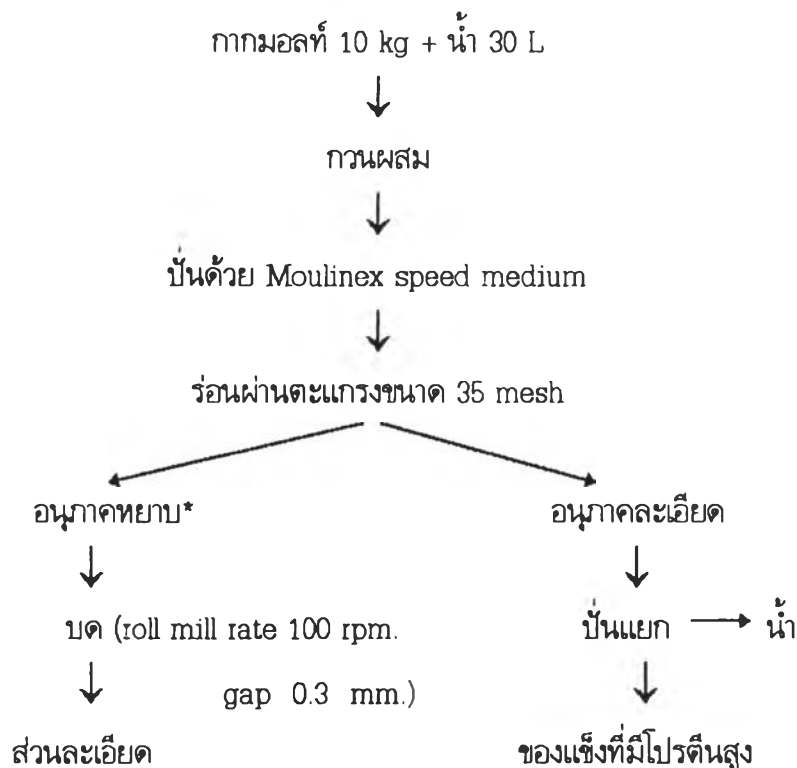 กากมอลท์ 10 kg + น้ำ 30 L
กวนผสม
ปั่นด้วย Moulinex speed medium
ร่อนผ่านตะแกรงขนาด 35 mesh
อนุภาคหยาบ*
อนุภาคละเอียด
บด (roll mill rate 100 rpm.
gap 0.3 mm.)
ปั่นแยก
น้ำ
ส่วนละเอียด
ของแข็งที่มีโปรตีนสูง